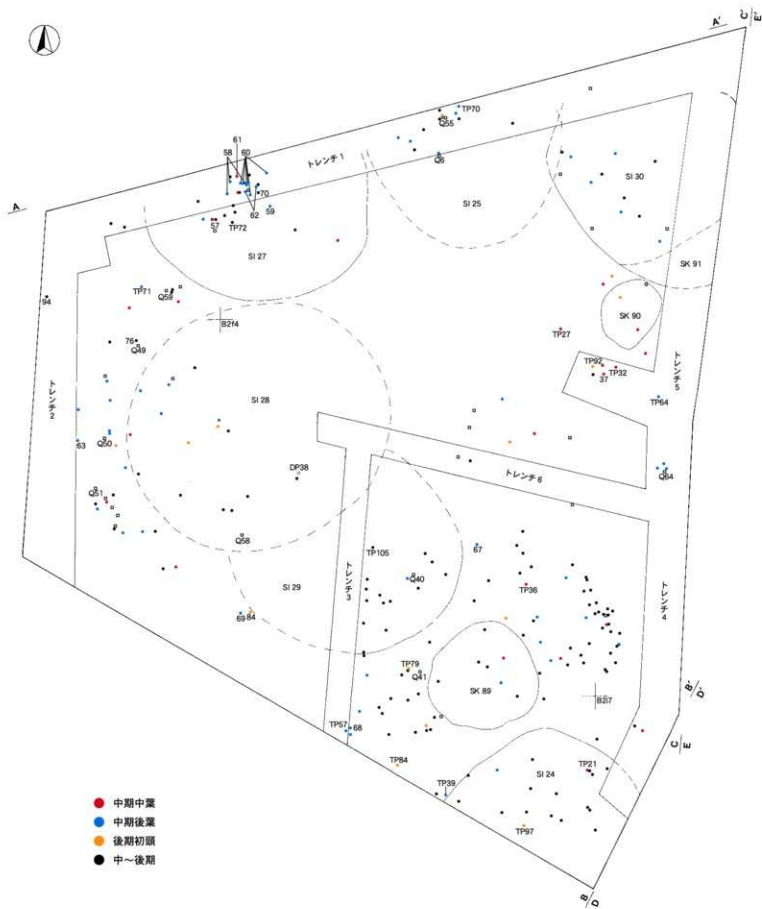 A'
C'
E'
TP70
Q55
61
58 60
トレンチ1
Q6
SI 30
70
A
62
59
SI 25
57
TP72
SI 27
SK 91
TP71
Q59
94
B2f4
SK 90
TP27
76
Q49
TP92
TP32
37
トレンチ5
トレンチ2
SI 28
TP64
63
Q50
Q64
DP38
トレンチ6
Q51
Q58
67
TP105
Q40
TP36
SI 29
トレンチ3
トレンチ4
69 84
TP79
Q41
SK 89
B2i7
B'
D'
TP57 68
C
E
TP84
SI 24
TP21
TP39
TP97
中期中葉
中期後葉
後期初頭
中～後期
B
D